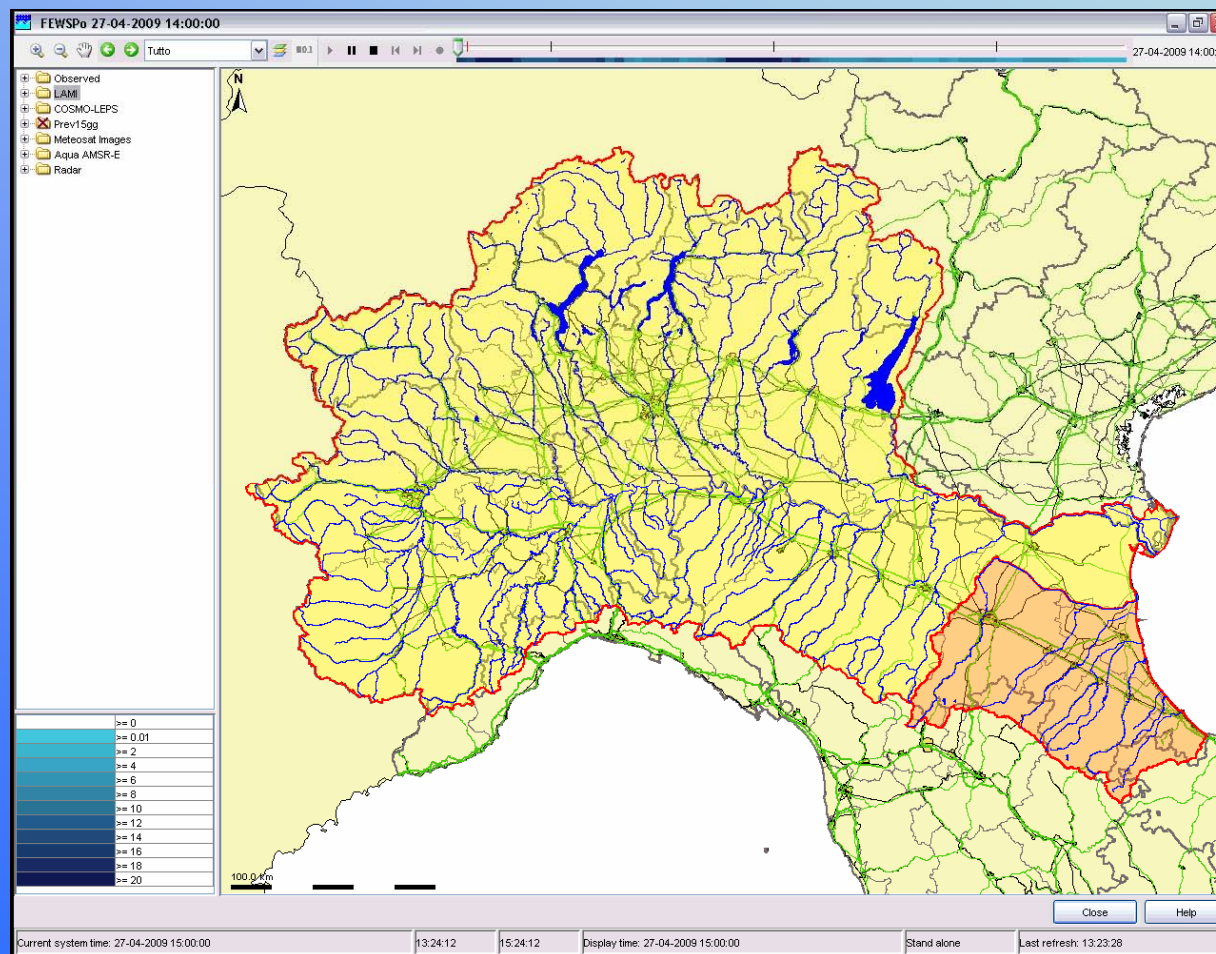 FEWSPo 27-04-2009 14:00:00
Tutto
27-04-2009 14:00:
Observed
LAMI
COSMO-LEPS
Prev15gg
Meteosat Images
Aqua AMSR-E
Radar
N
>= 0
>= 0.01
>= 2
>= 4
>= 6
>= 8
>= 10
>= 12
>= 14
>= 16
>= 18
>= 20
100.0 km
Close
Help
Current system time: 27-04-2009 15:00:00
13:24:12
15:24:12
Display time: 27-04-2009 15:00:00
Stand alone
Last refresh: 13:23:28